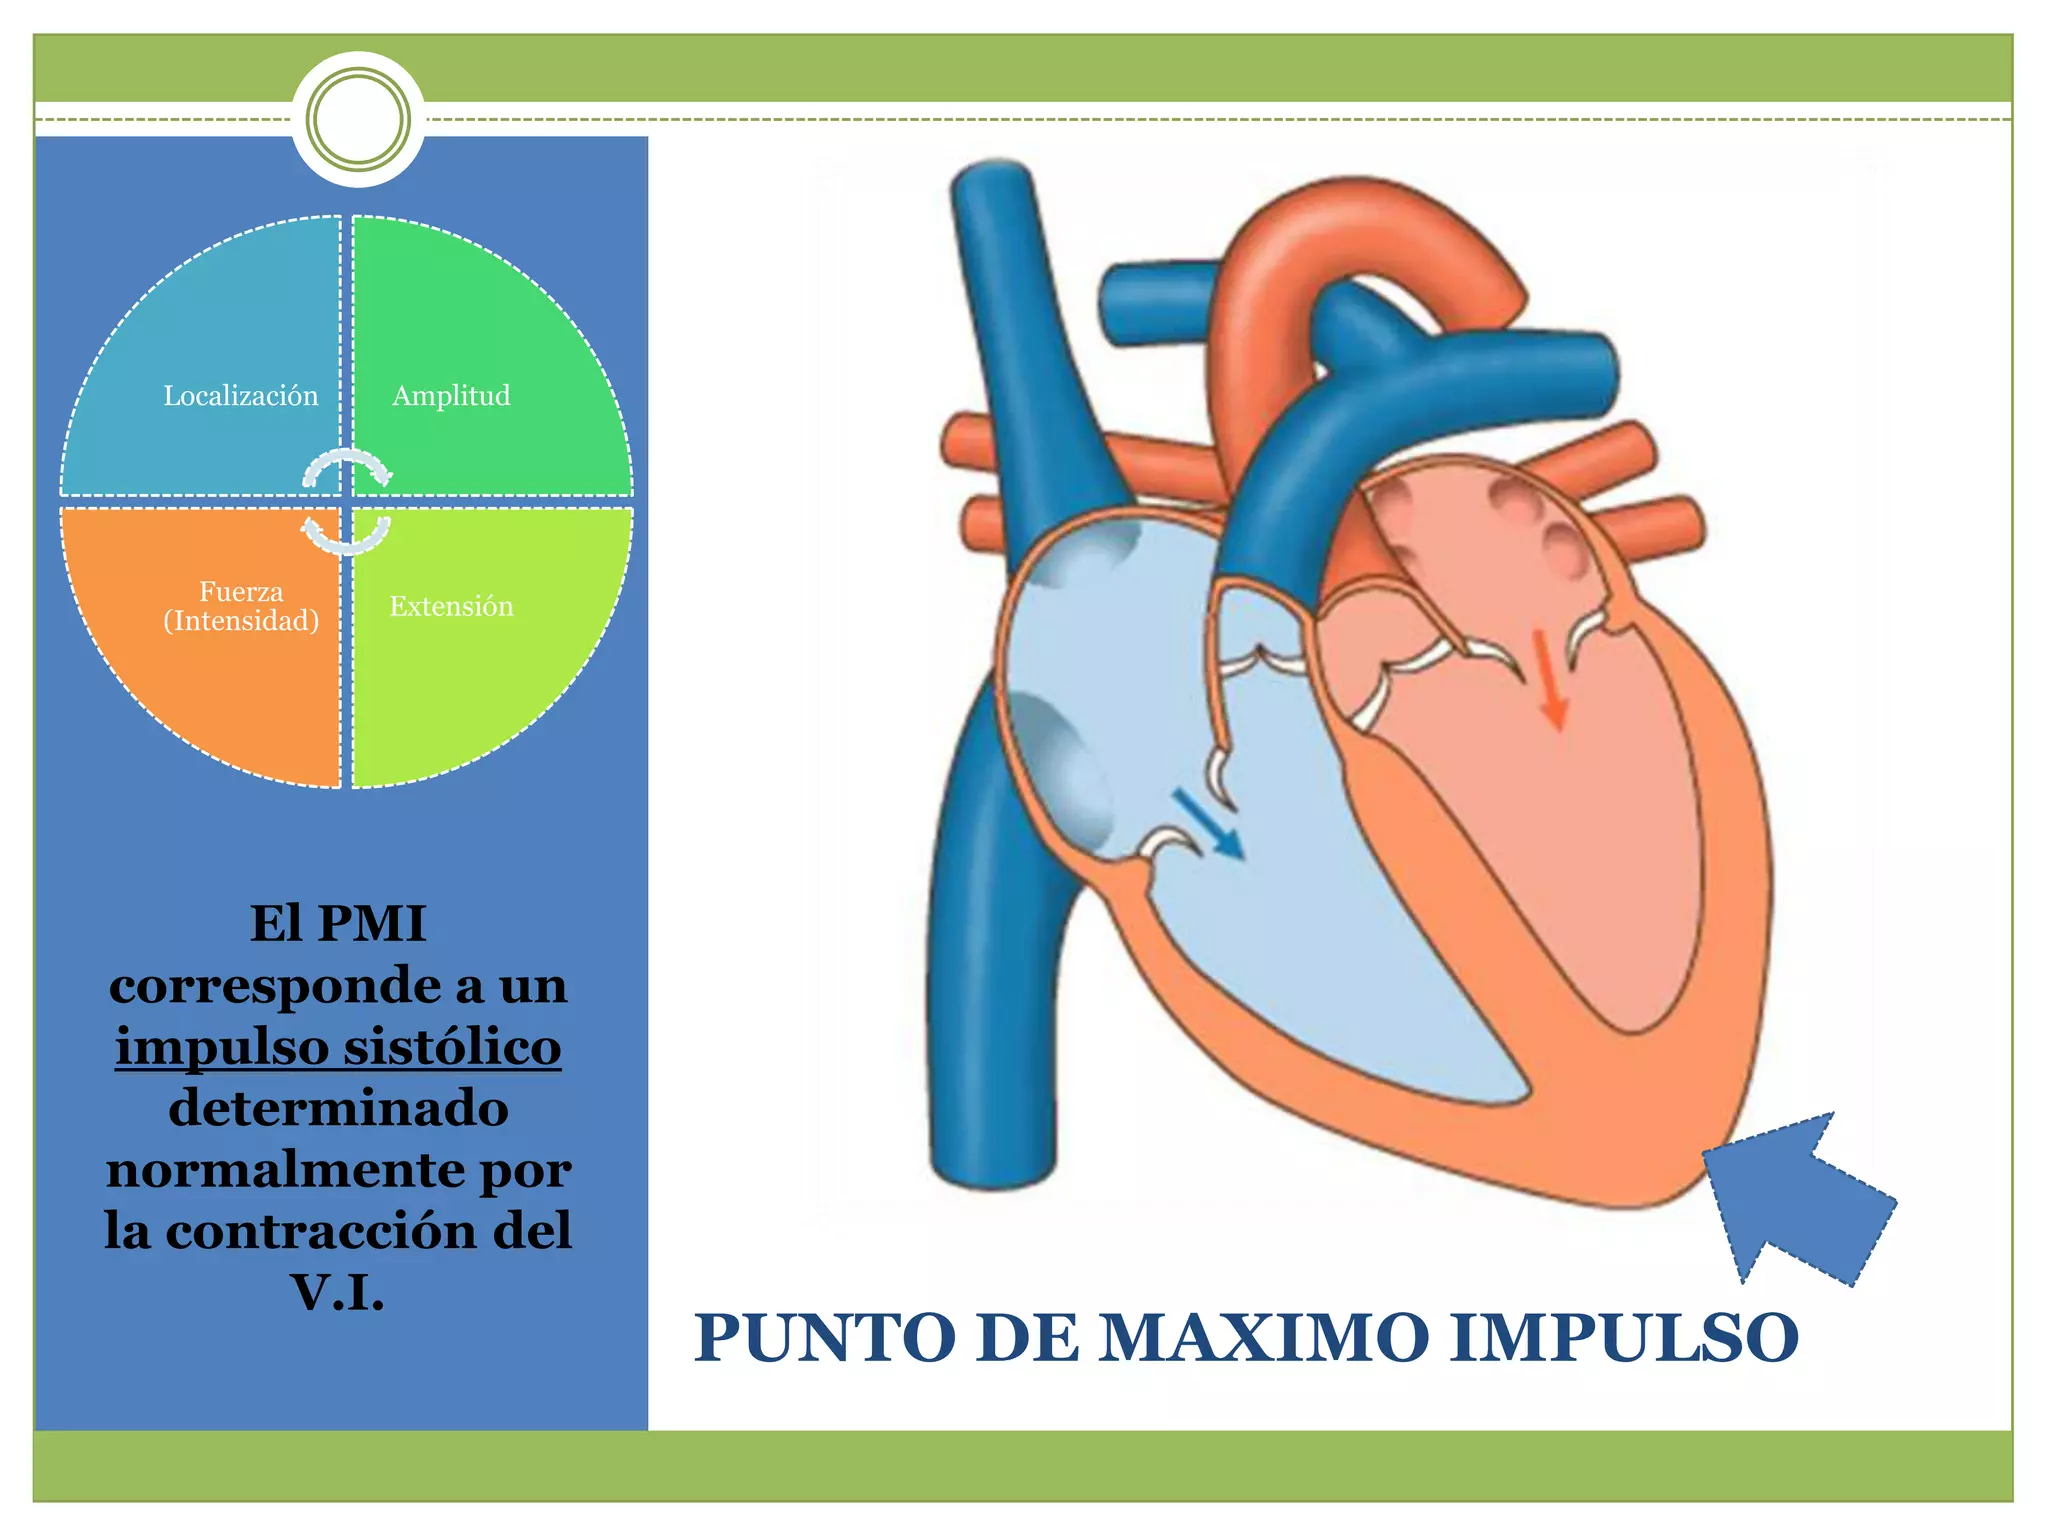 Localización
Amplitud
Fuerza
(Intensidad)
Extensión
El PMI
corresponde a un
impulso sistólico
determinado
normalmente por
la contracción del
V.I.
PUNTO DE MAXIMO IMPULSO